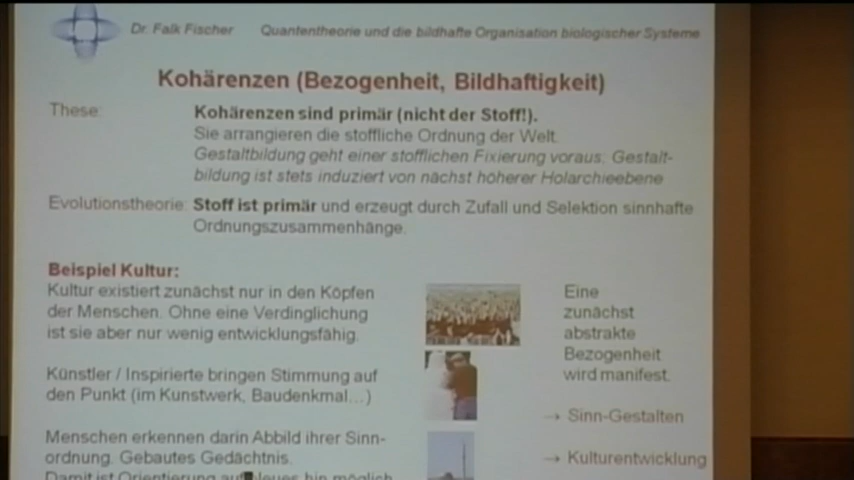 Dr. Falk Fischer Quantentheorie und die bildhafte Organisation biologischer Systeme
Kohärenzen (Bezogenheit, Bildhaftigkeit)
These: Kohärenzen sind primär (nicht der Stoff!).
Sie arrangieren die stoffliche Ordnung der Welt.
Gestaltbildung geht einer stofflichen Fixierung voraus; Gestalt-
bildung ist stets induziert von nächst höherer Holarchieebene
Evolutionstheorie: Stoff ist primär und erzeugt durch Zufall und Selektion sinnhafte
Ordnungszusammenhänge.
Beispiel Kultur:
Kultur existiert zunächst nur in den Köpfen
der Menschen. Ohne eine Verdinglichung
ist sie aber nur wenig entwicklungsfähig.
Eine
zunächst
abstrakte
Bezogenheit
wird manifest.
Künstler / Inspirierte bringen Stimmung auf
den Punkt (im Kunstwerk, Baudenkmal...)
→ Sinn-Gestalten
Menschen erkennen darin Abbild ihrer Sinn-
ordnung. Gebautes Gedächtnis.
→ Kulturentwicklung
Damit ist Orientierung auf Neues hin möglich